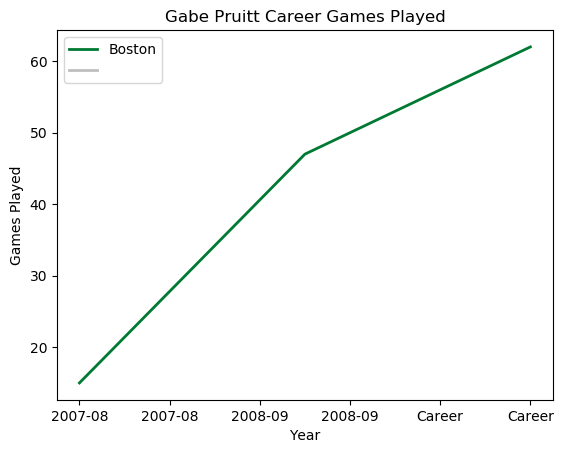 Gabe Pruitt Career Games Played
Boston
60
50
40
30
20
Games Played
2007-08 2007-08 2008-09 2008-09 Career Career
Year